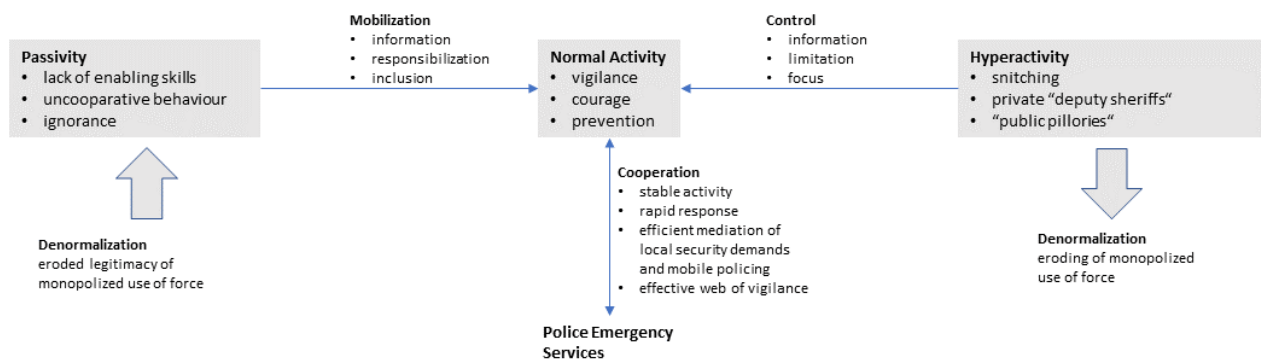 Mobilization
• information
• responsibilization
• inclusion
Control
• information
• limitation
• focus
Passivity
• lack of enabling skills
• uncooparative behaviour
• ignorance
Normal Activity
• vigilance
• courage
• prevention
Hyperactivity
• snitching
• private “deputy sheriffs“
• “public pillories“
Cooperation
• stable activity
• rapid response
• efficient mediation of
local security demands
and mobile policing
• effective web of vigilance
Denormalization
eroded legitimacy of
monopolized use of force
Denormalization
eroding of monopolized
use of force
Police Emergency
Services